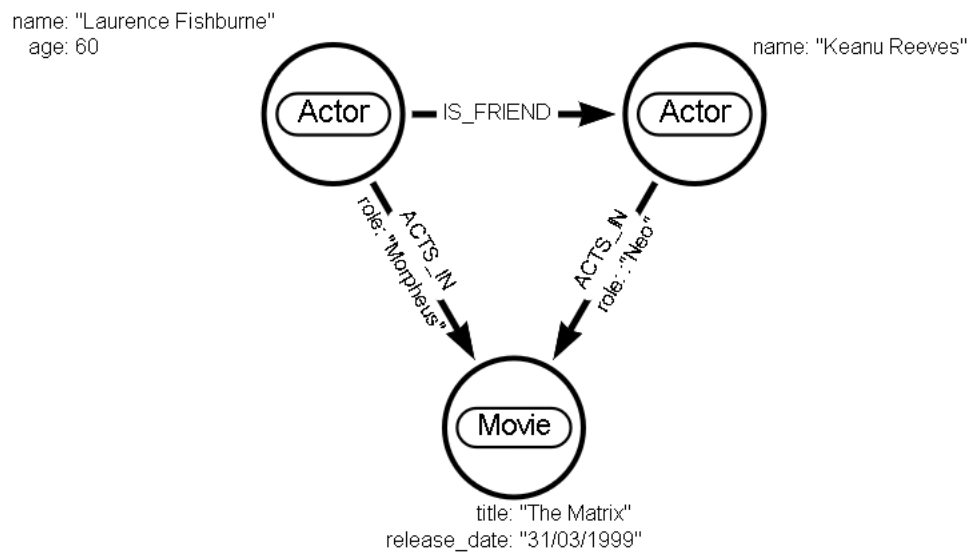 name: "Laurence Fishburne"
age: 60
name: "Keanu Reeves"
Actor
IS_FRIEND
Actor
ACTS_IN
role: "Morpheus"
ACTS_IN
role: :"Neo"
Movie
title: "The Matrix"
release_date: "31/03/1999"